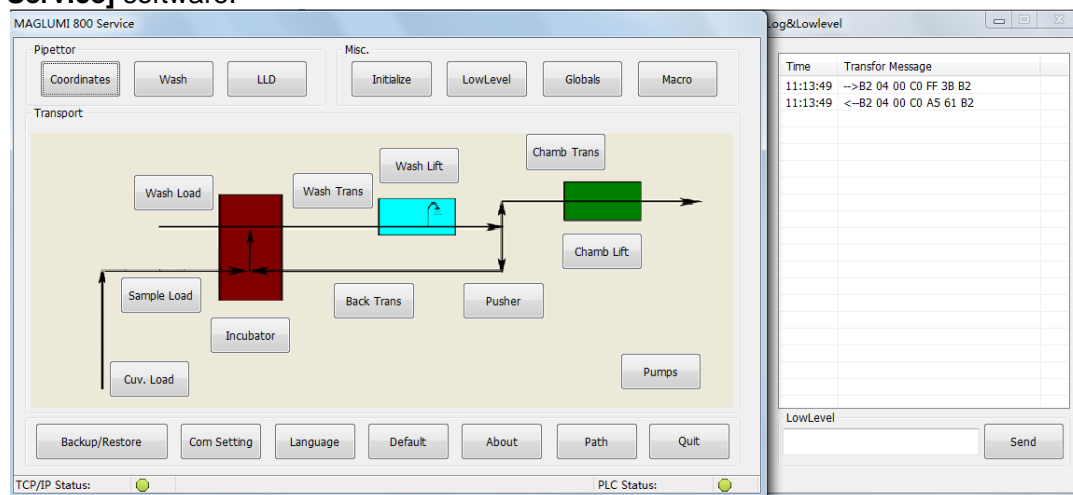 Service] software.
MAGLUMI 800 Service
Pipettor
Coordinates
Wash
LLD
Misc.
Initialize
LowLevel
Globals
Macro
Transport
Chamb Trans
Wash Lift
Wash Load
Wash Trans
Chamb Lift
Sample Load
Back Trans
Pusher
Incubator
Cuv. Load
Pumps
Backup/Restore
Com Setting
Language
Default
About
Path
Quit
TCP/IP Status:
PLC Status:
Log&Lowlevel
Time Transfor Message
11:13:49 -->B2 04 00 C0 FF 3B B2
11:13:49 <--B2 04 00 C0 A5 61 B2
LowLevel
Send